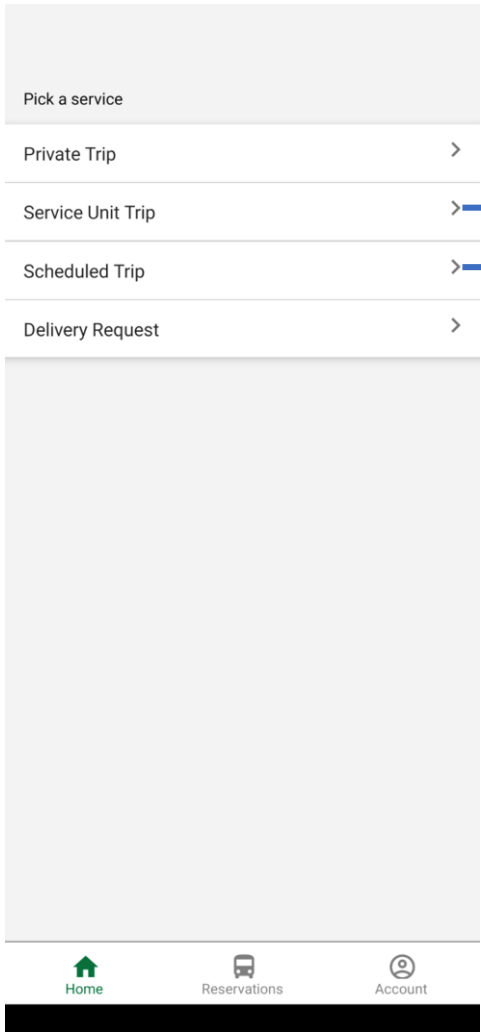 Pick a service
Private Trip
Service Unit Trip
Scheduled Trip
Delivery Request
Home Reservations Account